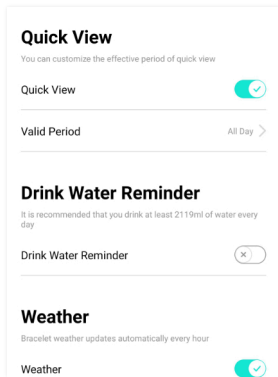 Quick View
You can customize the effective period of quick view
Quick View
Valid Period All Day
Drink Water Reminder
It is recommended that you drink at least 2119ml of water every
day
Drink Water Reminder
Weather
Bracelet weather updates automatically every hour
Weather